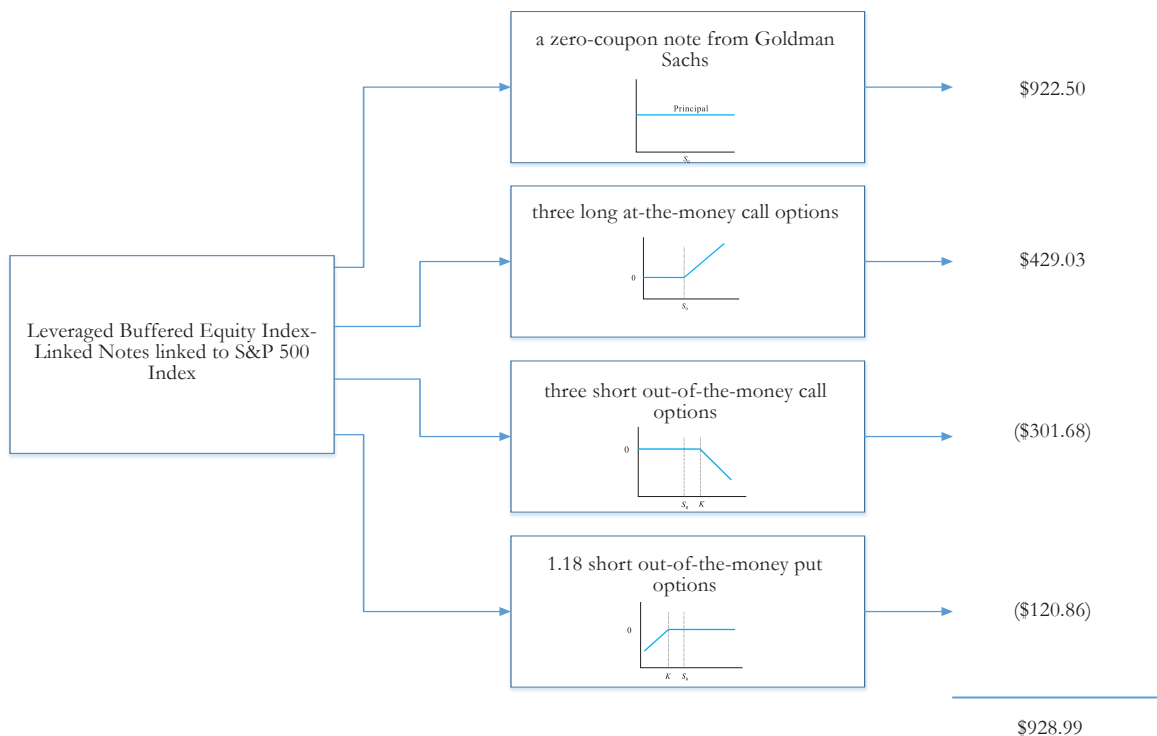 Leveraged Buffered Equity Index-
Linked Notes linked to S&P 500
Index
a zero-coupon note from Goldman
Sachs
Principal
S₀
$922.50
three long at-the-money call options
0
S₀
$429.03
three short out-of-the-money call
options
0
S₀ K
($301.68)
1.18 short out-of-the-money put
options
0
K S₀
($120.86)
$928.99